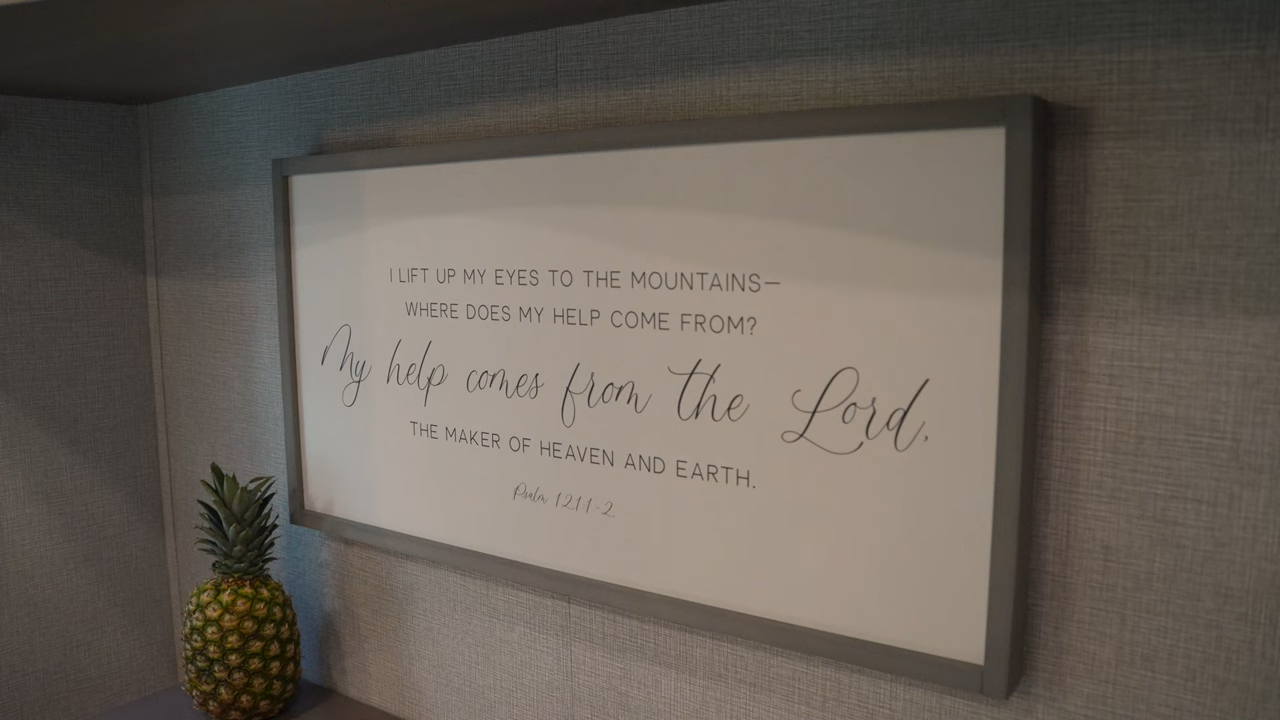 I LIFT UP MY EYES TO THE MOUNTAINS—
WHERE DOES MY HELP COME FROM?
My help comes from the Lord,
THE MAKER OF HEAVEN AND EARTH.
Psalm 121:1-2